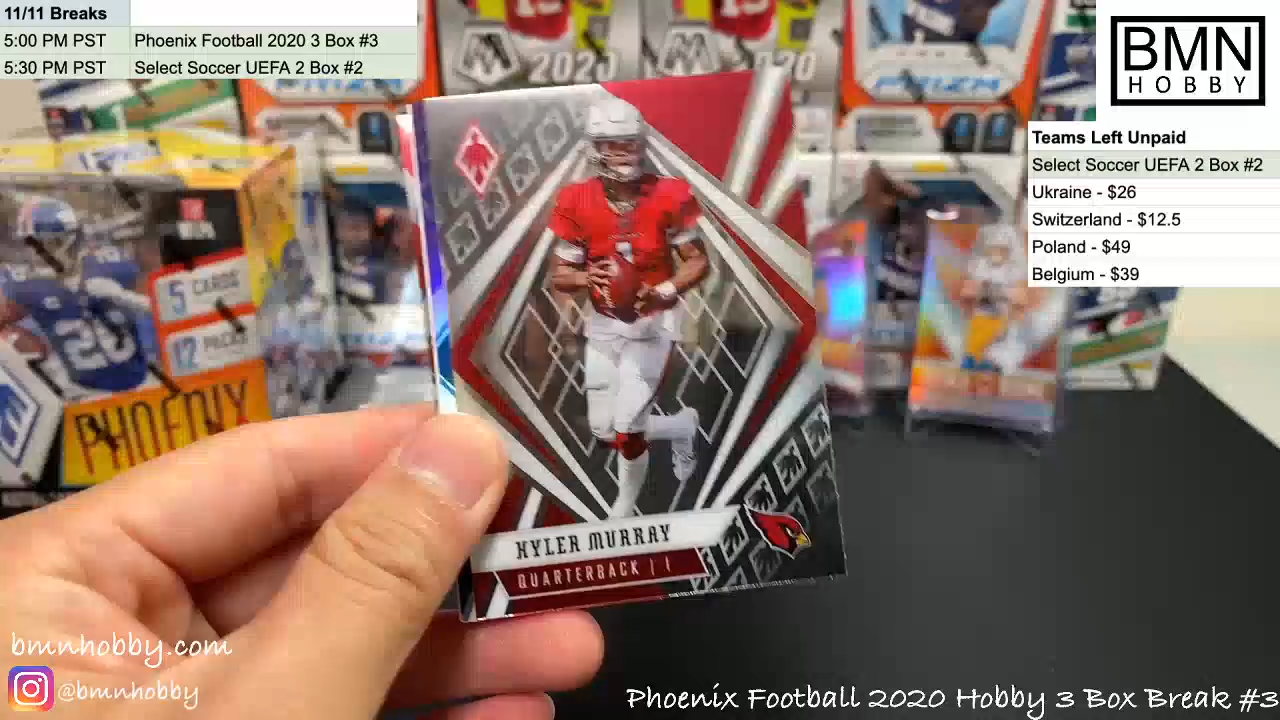 11/11 Breaks
5:00 PM PST Phoenix Football 2020 3 Box #3
5:30 PM PST Select Soccer UEFA 2 Box #2
BMN
HOBBY
Teams Left Unpaid
Select Soccer UEFA 2 Box #2
Ukraine - $26
Switzerland - $12.5
Poland - $49
Belgium - $39
2020
PRIZM
5 CARDS
12 PACKS
PHOENIX
KYLER MURRAY
QUARTERBACK | 1
bmnhobby.com
@bmnhobby
Phoenix Football 2020 Hobby 3 Box Break #3